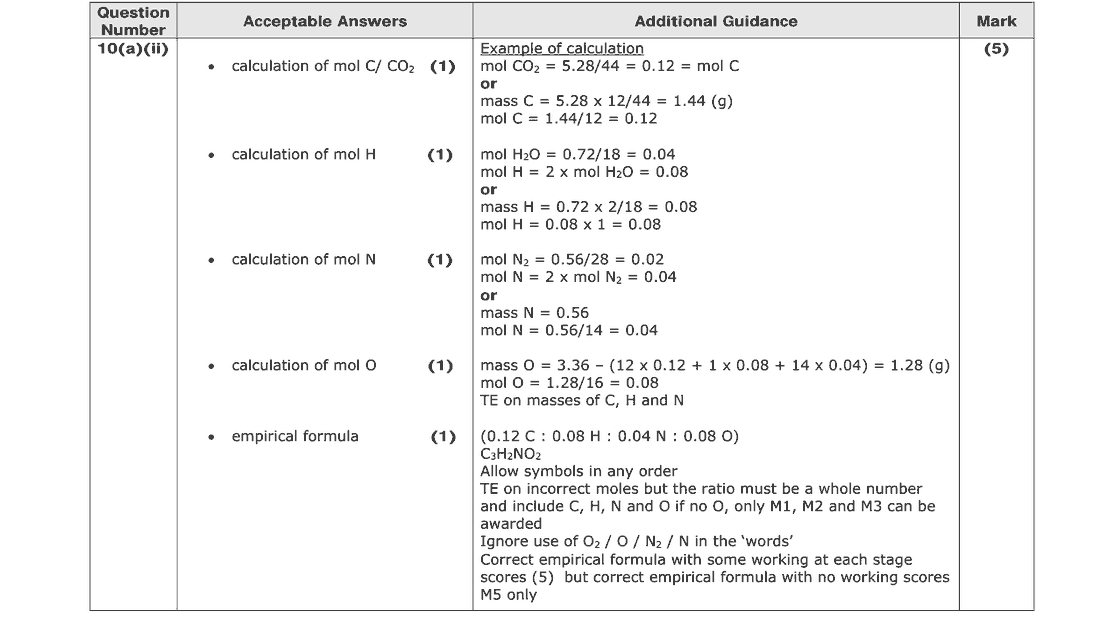 Question Number Acceptable Answers Additional Guidance Mark
10(a)(ii) Example of calculation (5)
• calculation of mol C/ CO₂ (1) mol CO₂ = 5.28/44 = 0.12 = mol C
or
mass C = 5.28 x 12/44 = 1.44 (g)
mol C = 1.44/12 = 0.12
• calculation of mol H (1) mol H₂O = 0.72/18 = 0.04
mol H = 2 x mol H₂O = 0.08
or
mass H = 0.72 x 2/18 = 0.08
mol H = 0.08 x 1 = 0.08
• calculation of mol N (1) mol N₂ = 0.56/28 = 0.02
mol N = 2 x mol N₂ = 0.04
or
mass N = 0.56
mol N = 0.56/14 = 0.04
• calculation of mol O (1) mass O = 3.36 – (12 x 0.12 + 1 x 0.08 + 14 x 0.04) = 1.28 (g)
mol O = 1.28/16 = 0.08
TE on masses of C, H and N
• empirical formula (1) (0.12 C : 0.08 H : 0.04 N : 0.08 O)
C₃H₂NO₂
Allow symbols in any order
TE on incorrect moles but the ratio must be a whole number
and include C, H, N and O if no O, only M1, M2 and M3 can be
awarded
Ignore use of O₂ / O / N₂ / N in the ‘words’
Correct empirical formula with some working at each stage
scores (5) but correct empirical formula with no working scores
M5 only